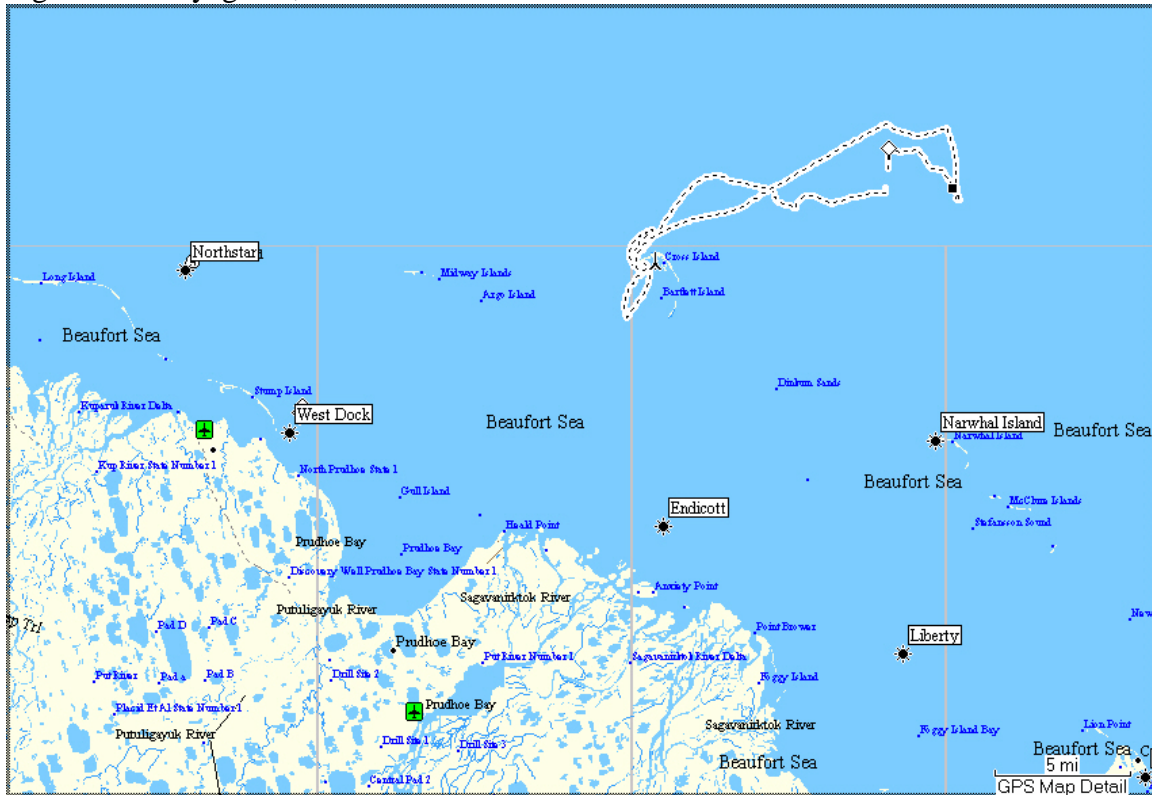 Northstar
Cross Island
Long Island
Midway Islands
Argo Island
Bartlett Island
Beaufort Sea
Stump Island
Dinkum Sands
Kuparuk River Delta
West Dock
Beaufort Sea
Narwhal Island
Beaufort Sea
Narwhal Island
Kup River State Number 1
North Prudhoe State 1
Beaufort Sea
Gull Island
McClure Islands
Endicott
Stefansson Sound
Heald Point
Prudhoe Bay
Prudhoe Bay
Discovery Well Prudhoe Bay State Number 1
Anxiety Point
Sagavanirktok River
Putuligayuk River
Pad D
Pad C
Point Brower
Liberty
Prudhoe Bay
Put River Number 1
Sagavanirktok River Delta
Put River
Pad A
Pad B
Drill Site 2
Foggy Island
Prudhoe Bay
Placid Et Al State Number 1
Sagavanirktok River
Lion Point
Putuligayuk River
Foggy Island Bay
Drill Site 1
Drill Site 3
Beaufort Sea
Beaufort Sea
5 mi
Central Pad 2
GPS Map Detail